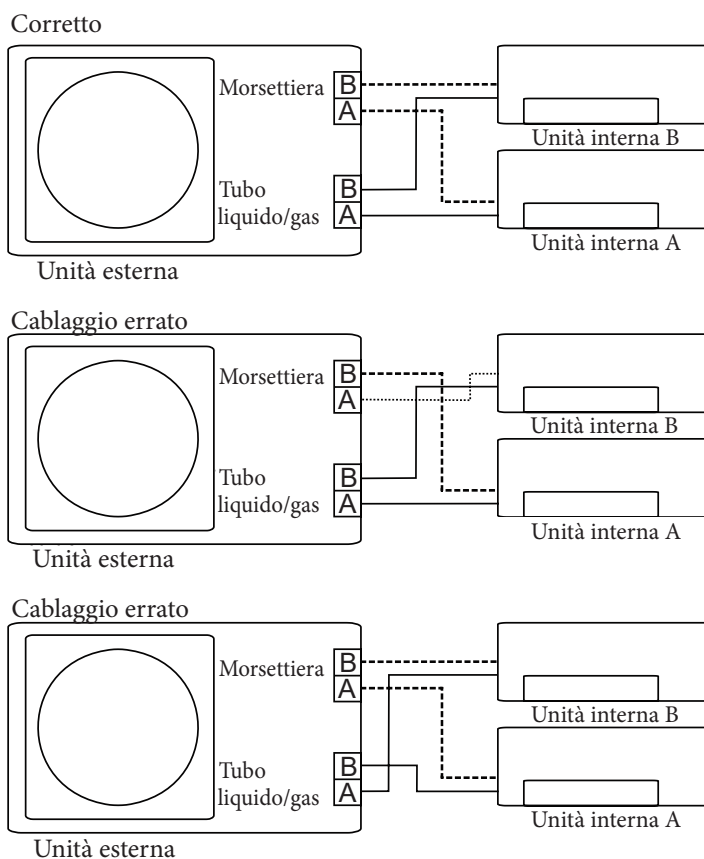 Corretto
Morsettiera B
A
Unità interna B
Tubo B
liquido/gas A
Unità interna A
Unità esterna
Cablaggio errato
Morsettiera B
A
Unità interna B
Tubo B
liquido/gas A
Unità interna A
Unità esterna
Cablaggio errato
Morsettiera B
A
Unità interna B
Tubo B
liquido/gas A
Unità interna A
Unità esterna